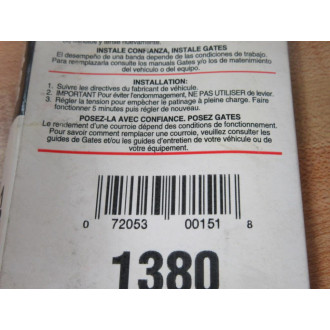 INSTALE CONFIANZA, INSTALE GATES
El desempeño de una banda depende de las condiciones de trabajo.
Para remplazarla consulte los manuales Gates y/o los de matenimiento
del vehículo o del equipo.
INSTALLATION:
1. Suivre les directives du fabricant de véhicule.
2. IMPORTANT Pour éviter l'endommagement, NE PAS UTILISER de levier.
3. Régler la tension pour empêcher le patinage à pleine charge. Faire
fonctionner 5 minutes puis régler de nouveau.
POSEZ-LA AVEC CONFIANCE. POSEZ GATES
Le rendement d'une courroie dépend des conditions de fonctionnement.
Pour savoir comment remplacer une courroie, veuillez consulter les
guides de Gates et/ou les guides d'entretien de votre véhicule ou de
votre équipement.
0 72053 00151 8
1380